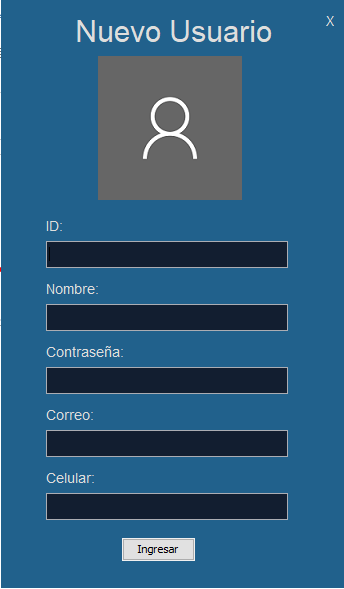 Nuevo Usuario
X
ID:
Nombre:
Contraseña:
Correo:
Celular:
Ingresar